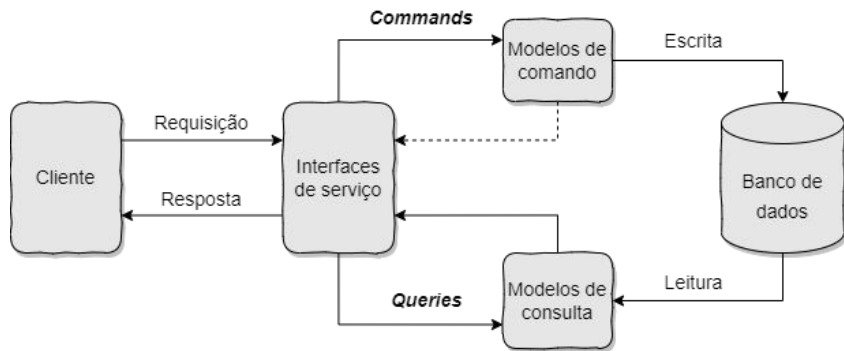 Commands
Modelos de
comando
Escrita
Requisição
Cliente
Interfaces
de serviço
Banco de
dados
Resposta
Queries
Modelos de
consulta
Leitura